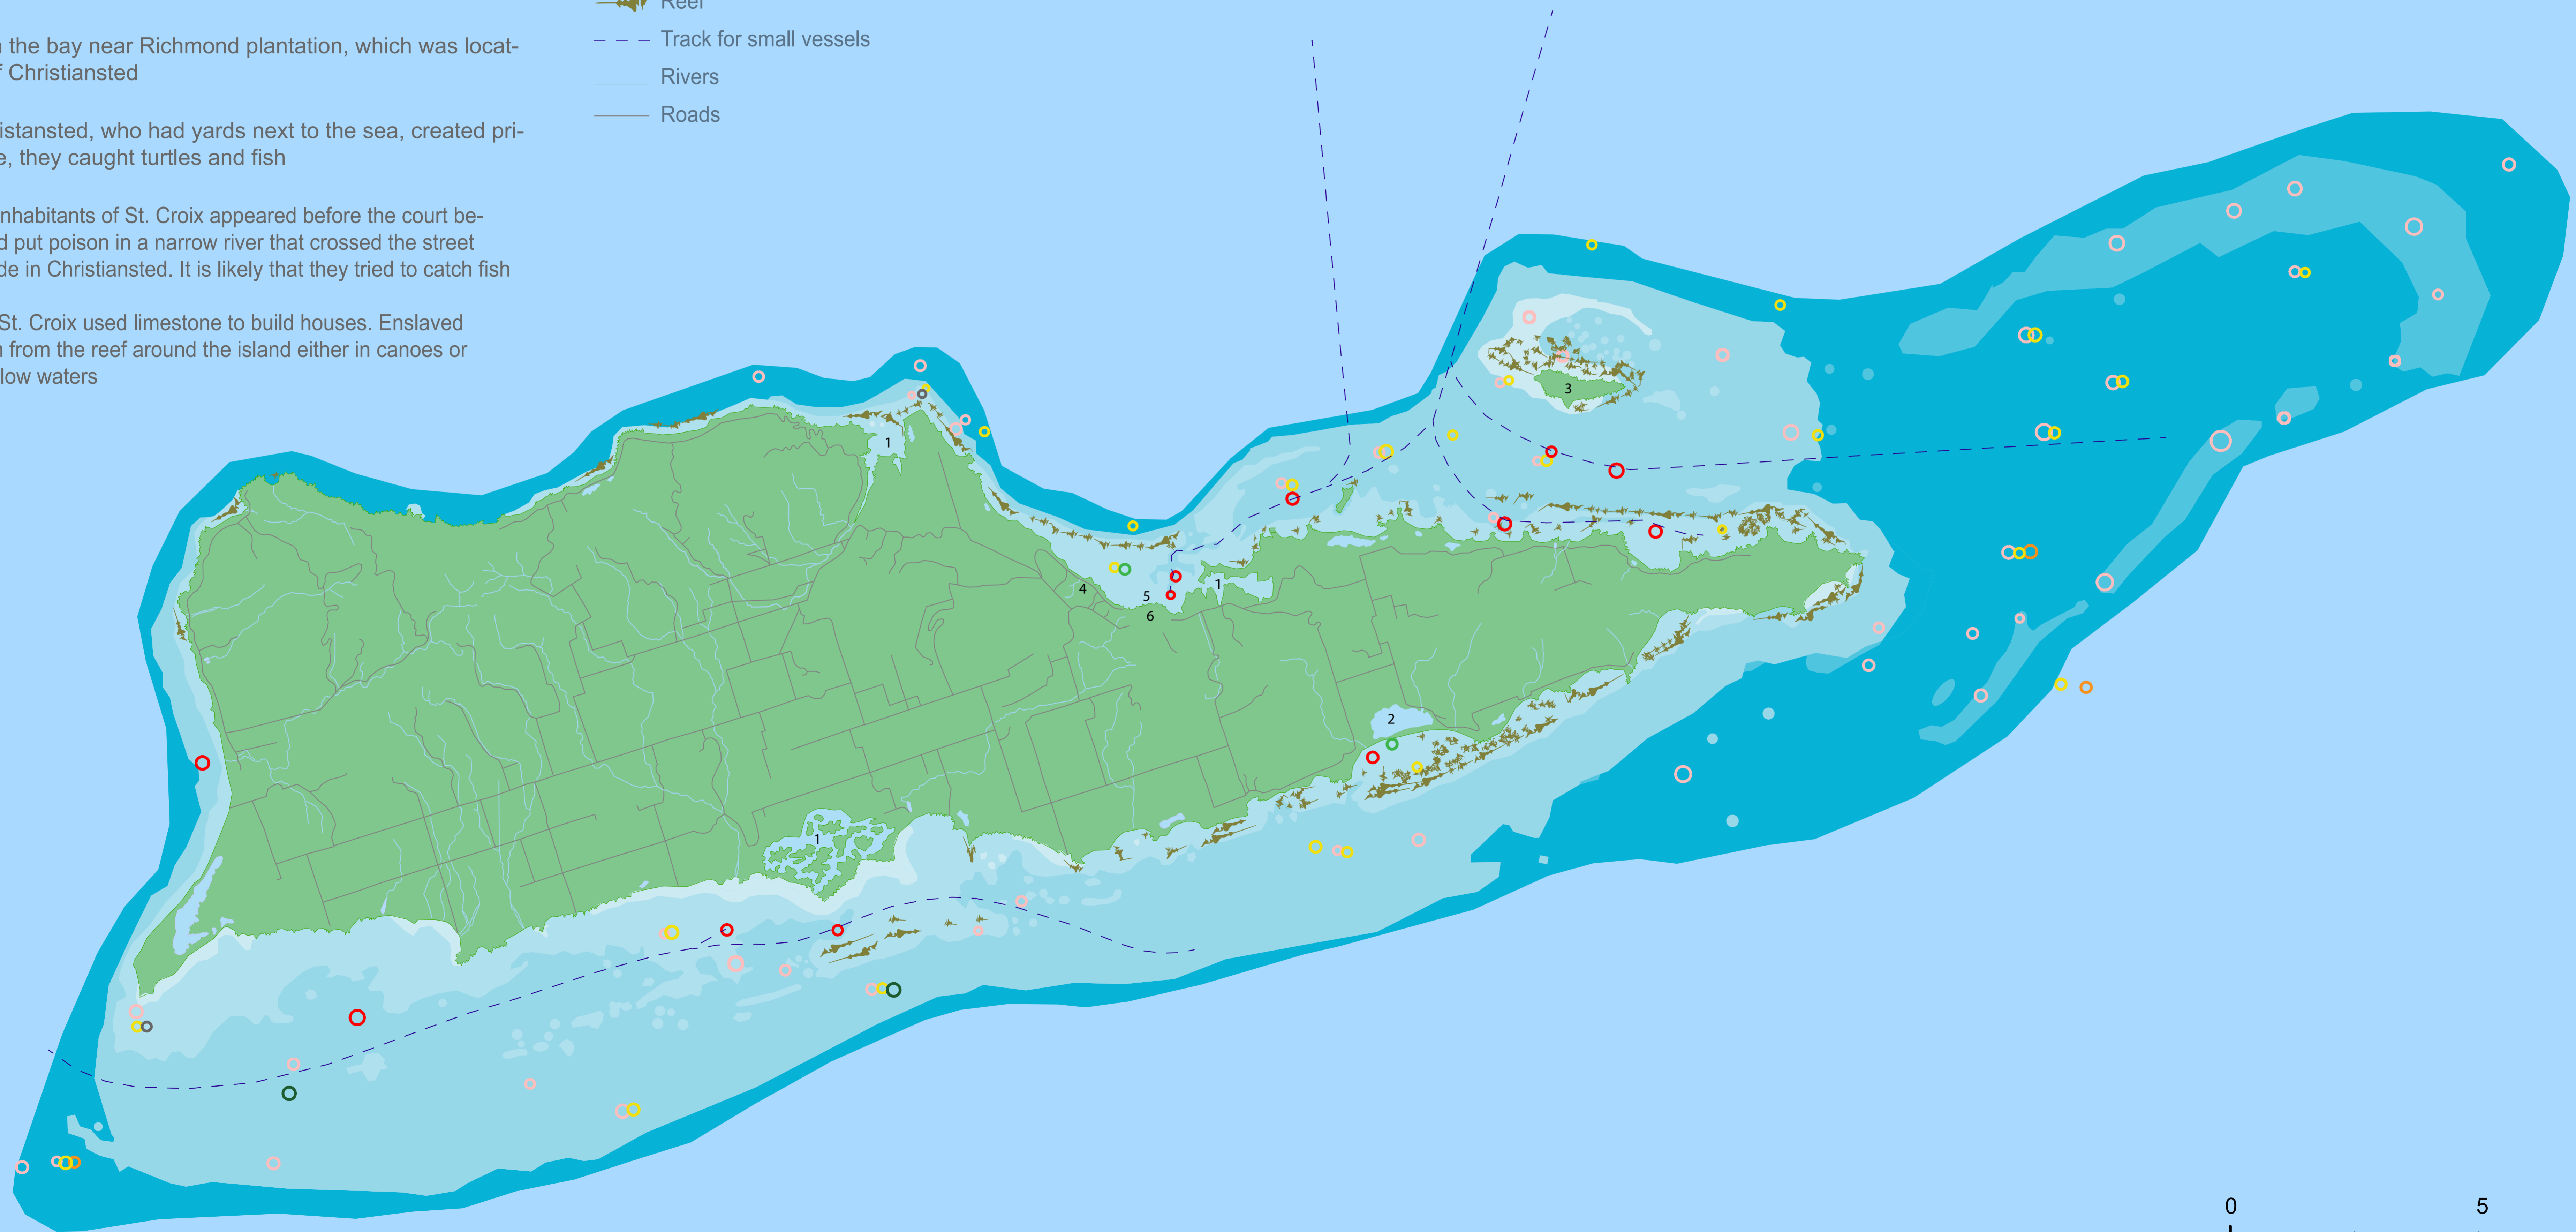 n the bay near Richmond plantation, which was locat-
f Christiansted
istansted, who had yards next to the sea, created pri-
e, they caught turtles and fish
nhabitants of St. Croix appeared before the court be-
d put poison in a narrow river that crossed the street
de in Christiansted. It is likely that they tried to catch fish
St. Croix used limestone to build houses. Enslaved
n from the reef around the island either in canoes or
low waters
Reef
Track for small vessels
Rivers
Roads
3
1
1
4
5
6
2
1
0 5